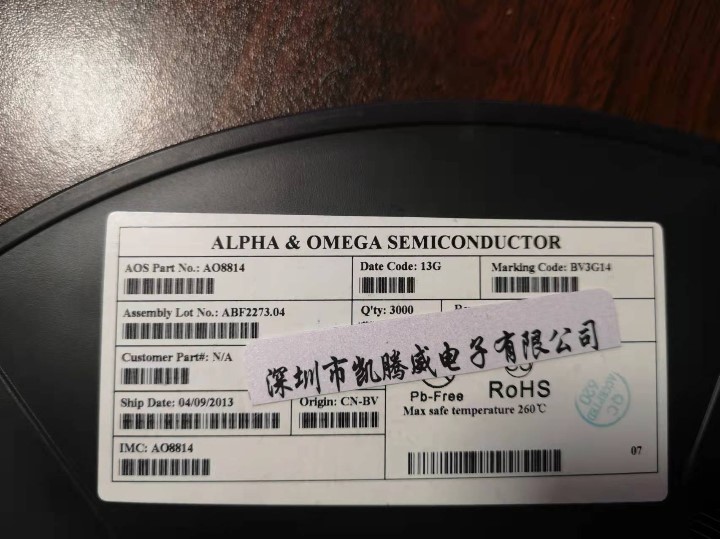 ALPHA & OMEGA SEMICONDUCTOR
AOS Part No.: AO8814
Date Code: 13G
Marking Code: BV3G14
Assembly Lot No.: ABF2273.04
Q'ty: 3000
Customer Part#: N/A
深圳市凯腾威电子有限公司
Ship Date: 04/09/2013
Origin: CN-BV
Pb-Free
RoHS
Max safe temperature 260℃
IMC: AO8814
07
QC